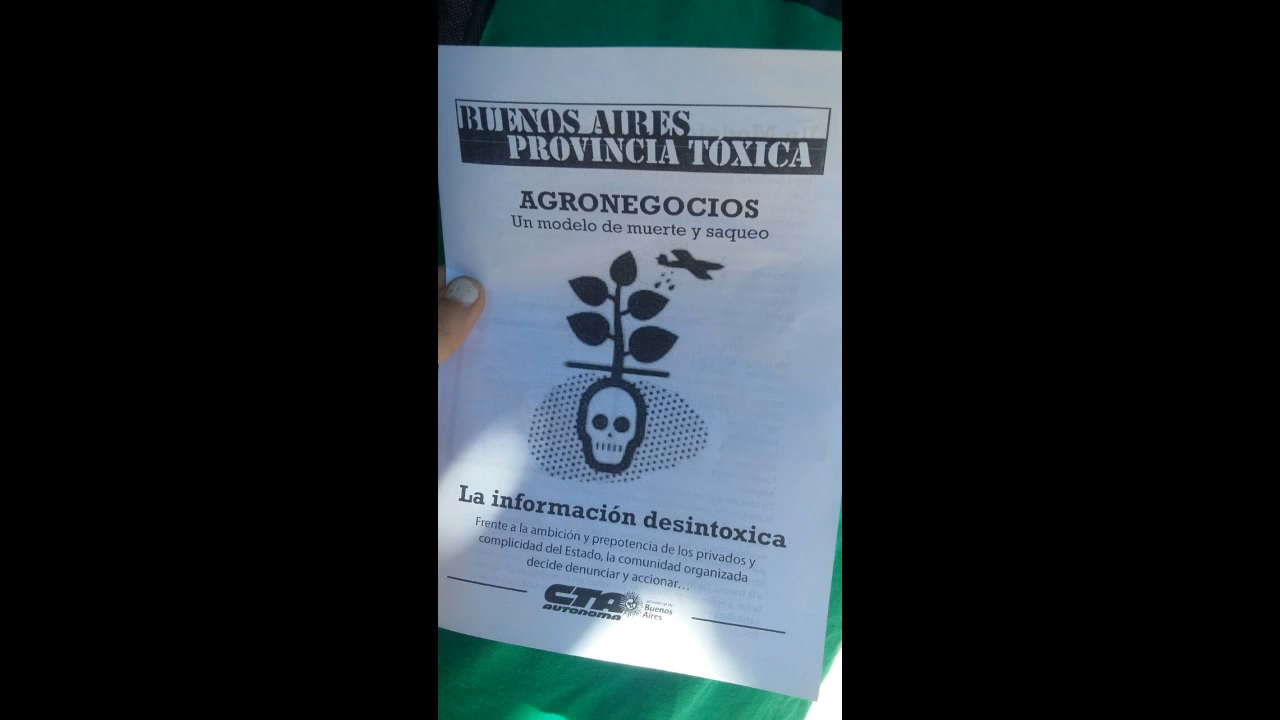 BUENOS AIRES
PROVINCIA TÓXICA
AGRONEGOCIOS
Un modelo de muerte y saqueo
La información desintoxica
Frente a la ambición y prepotencia de los privados y
complicidad del Estado, la comunidad organizada
decide denunciar y accionar...
CTA
AUTONOMA
Buenos
Aires